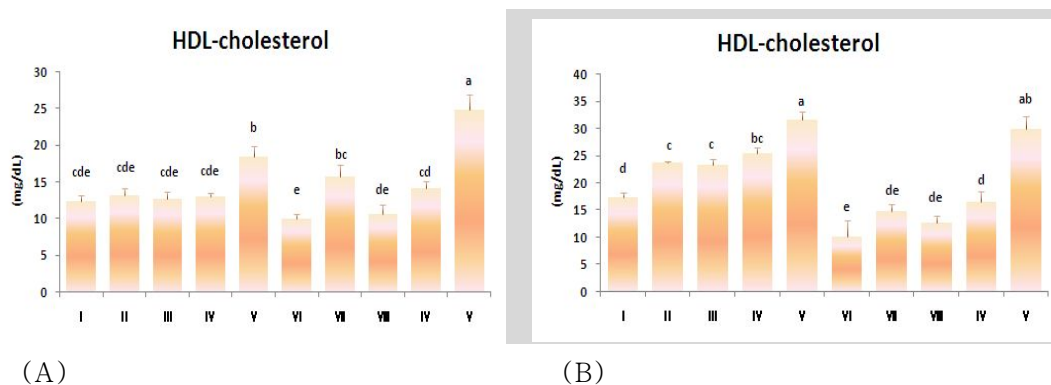 HDL-cholesterol
30
25
20
15
10
5
0
(mg/dL)
cde cde cde cde b e bc de cd a
I II III IV V VI VII VIII IV V
(A)
HDL-cholesterol
40
35
30
25
20
15
10
5
0
(mg/dL)
d c c bc a e de de d ab
I II III IV V VI VII VIII IV V
(B)